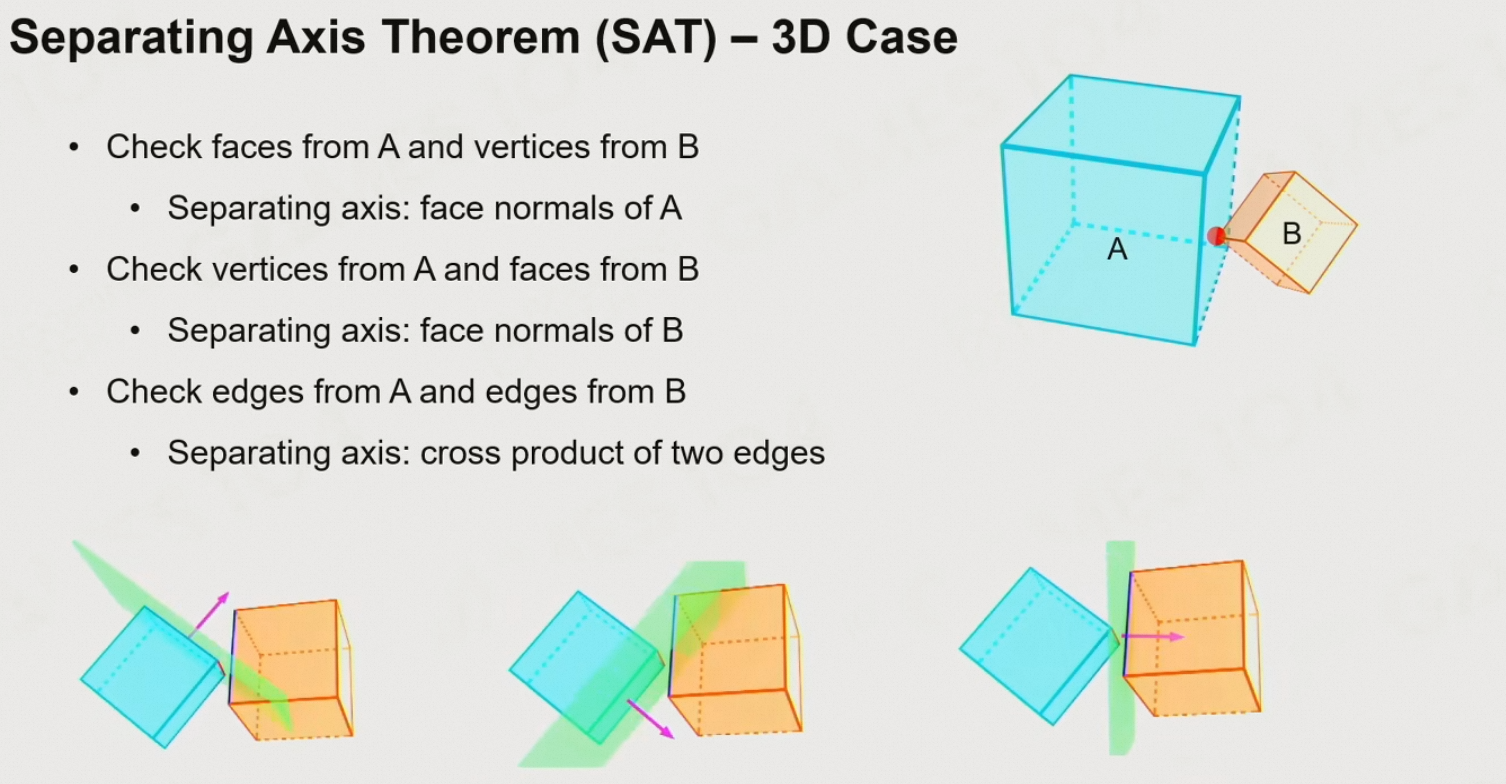 Separating Axis Theorem (SAT) – 3D Case
• Check faces from A and vertices from B
• Separating axis: face normals of A
• Check vertices from A and faces from B
• Separating axis: face normals of B
• Check edges from A and edges from B
• Separating axis: cross product of two edges
A
B